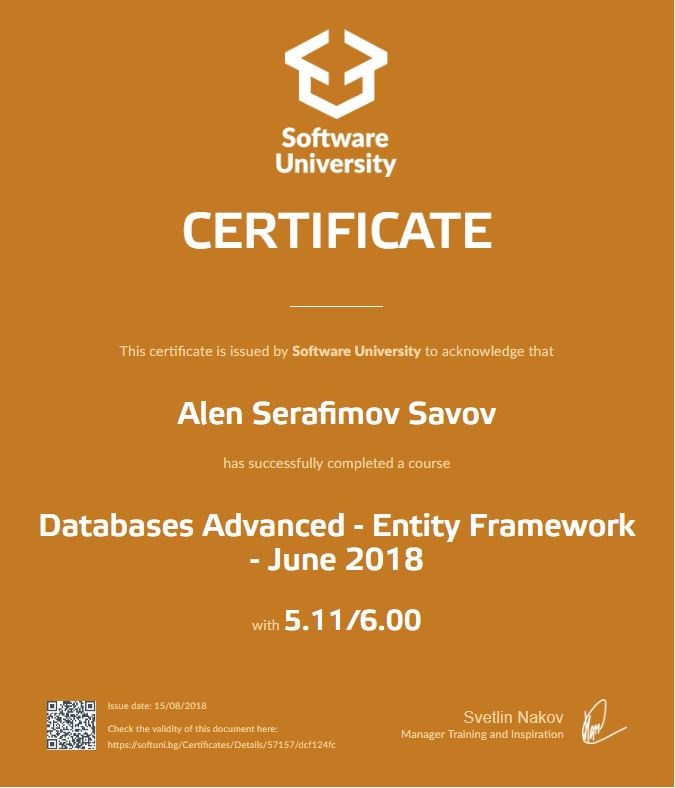 Software
University
CERTIFICATE
This certificate is issued by Software University to acknowledge that
Alen Serafimov Savov
has successfully completed a course
Databases Advanced - Entity Framework
- June 2018
with 5.11/6.00
Issue date: 15/08/2018
Check the validity of this document here:
https://softuni.bg/Certificates/Details/57157/dcf124fc
Svetlin Nakov
Manager Training and Inspiration